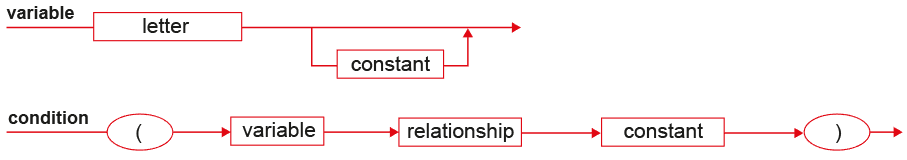 variable
letter
constant
condition
( variable relationship constant )